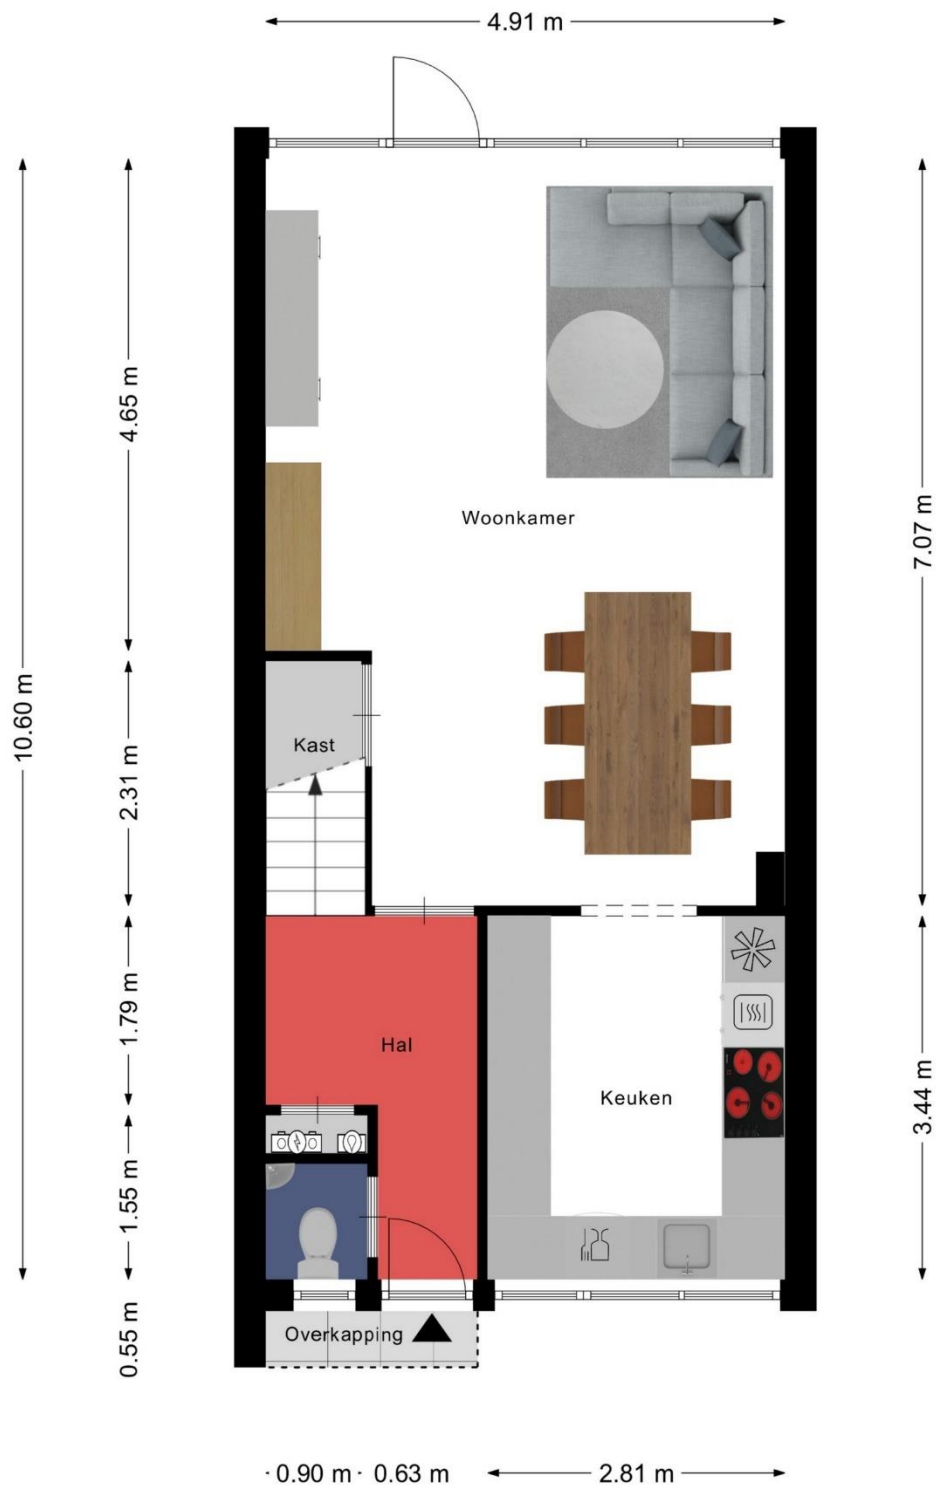 4.91 m
4.65 m
7.07 m
Woonkamer
10.60 m
Kast
2.31 m
1.79 m
Hal
Keuken
3.44 m
1.55 m
0.55 m
Overkapping
0.90 m
0.63 m
2.81 m